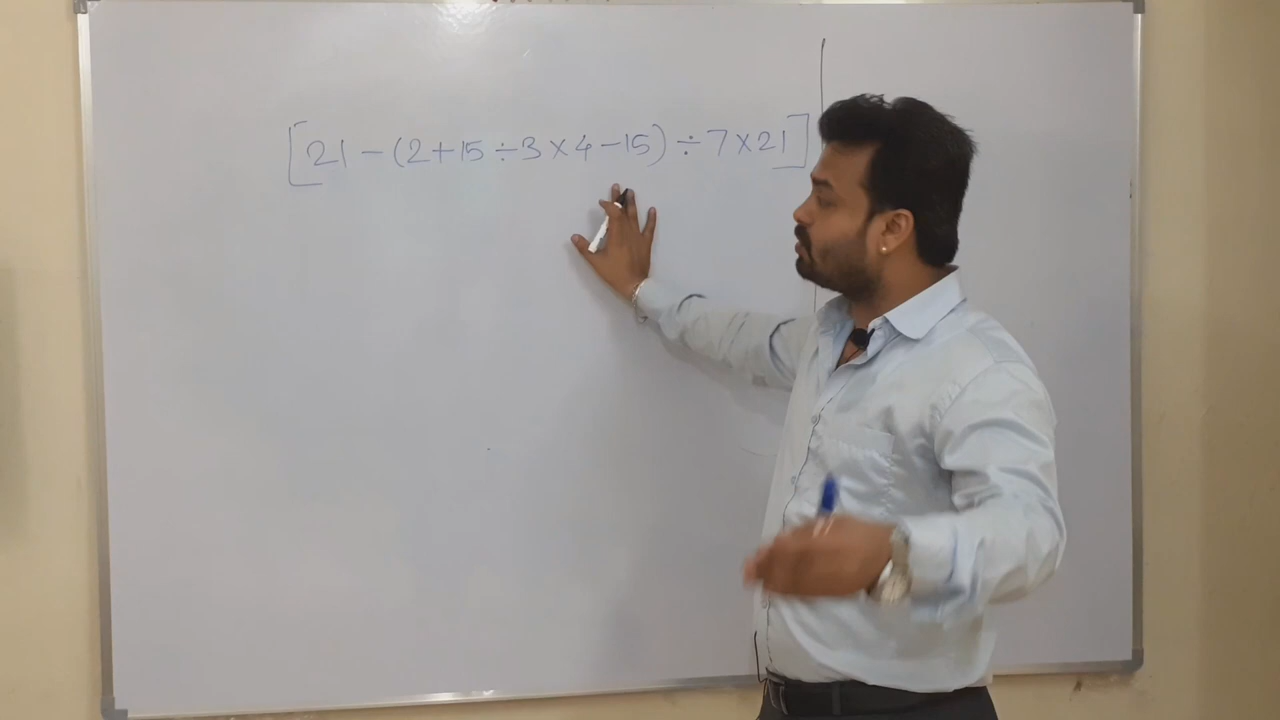 [21 - (2 + 15 ÷ 3 × 4 - 15) ÷ 7 × 21]